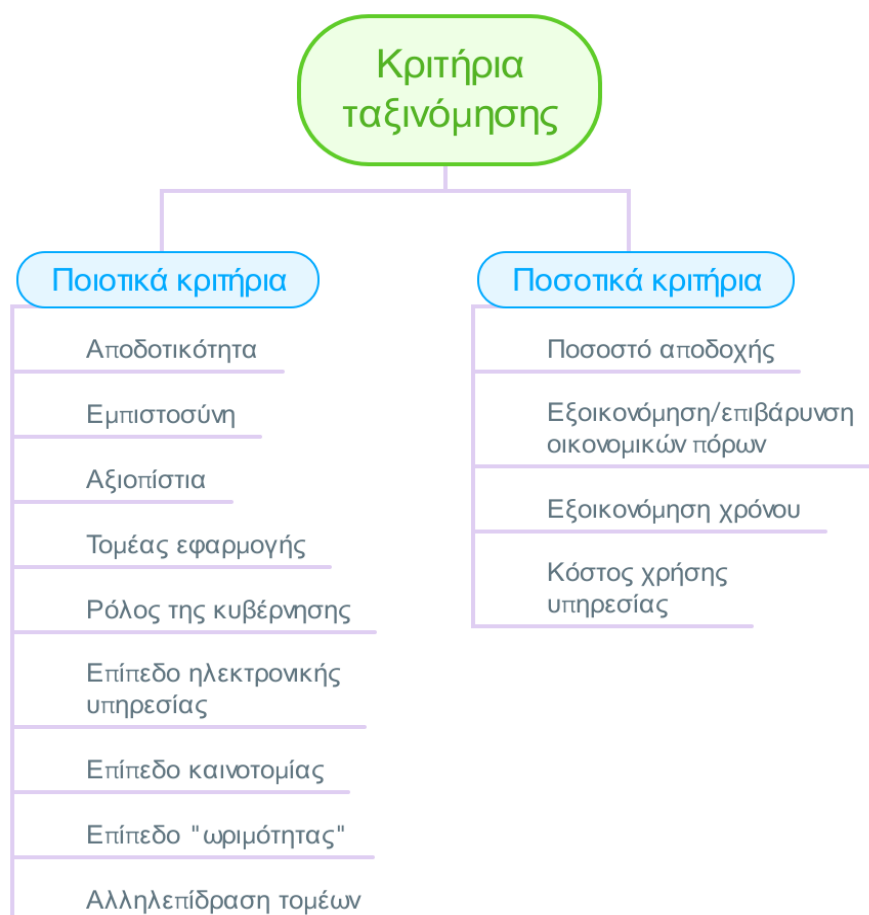 Κριτήρια
ταξινόμησης
Ποιοτικά κριτήρια
Αποδοτικότητα
Εμπιστοσύνη
Αξιοπίστια
Τομέας εφαρμογής
Ρόλος της κυβέρνησης
Επίπεδο ηλεκτρονικής
υπηρεσίας
Επίπεδο καινοτομίας
Επίπεδο "ωριμότητας"
Αλληλεπίδραση τομέων
Ποσοτικά κριτήρια
Ποσοστό αποδοχής
Εξοικονόμηση/επιβάρυνση
οικονομικών πόρων
Εξοικονόμηση χρόνου
Κόστος χρήσης
υπηρεσίας